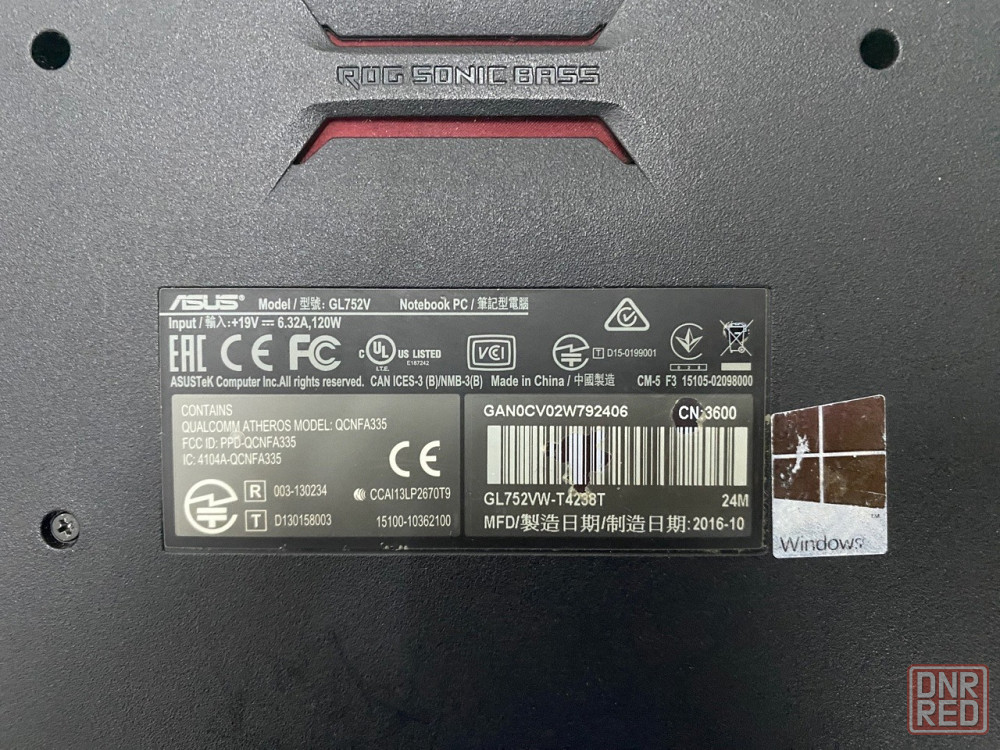 ROG SONIC BASS
ASUS® Model / 型號: GL752V Notebook PC / 筆記型電腦
Input / 輸入:+19V⎓ 6.32A,120W
EAC CE FC c UL US LISTED I.T.E. E187242 VCI T D15-0199001
ASUSTeK Computer Inc.All rights reserved. CAN ICES-3 (B)/NMB-3(B) Made in China / 中國製造 CM-5 F3 15105-02098000
CONTAINS
QUALCOMM ATHEROS MODEL: QCNFA335
FCC ID: PPD-QCNFA335
IC: 4104A-QCNFA335
CE
R 003-130234 CCAI13LP2670T9
T D130158003 15100-10362100
GAN0CV02W792406 CN:3600
GL752VW-T4238T 24M
MFD/製造日期/制造日期: 2016-10
Windows
DNR
RED